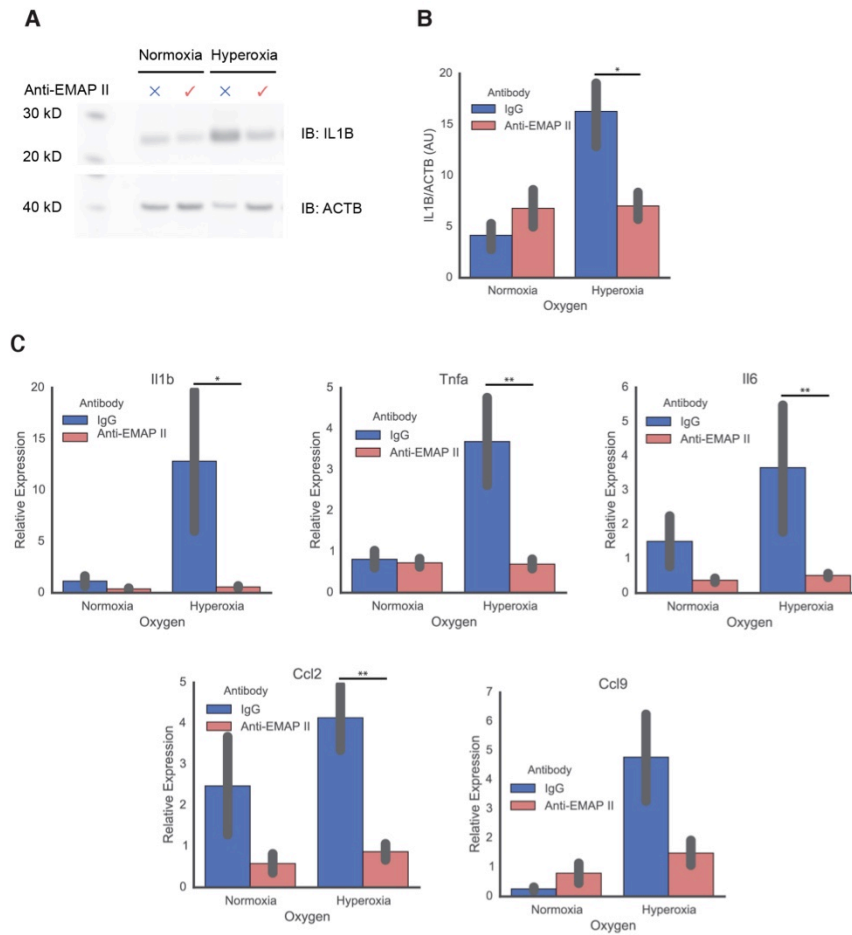 A
Normoxia Hyperoxia
Anti-EMAP II × ✓ × ✓
30 kD
IB: IL1B
20 kD
40 kD
IB: ACTB
B
*
Antibody
IgG
Anti-EMAP II
IL1B/ACTB (AU)
20
15
10
5
0
Normoxia Hyperoxia
Oxygen
C
Il1b
*
Antibody
IgG
Anti-EMAP II
Relative Expression
20
15
10
5
0
Normoxia Hyperoxia
Oxygen
Tnfa
**
Antibody
IgG
Anti-EMAP II
Relative Expression
5
4
3
2
1
0
Normoxia Hyperoxia
Oxygen
Il6
**
Antibody
IgG
Anti-EMAP II
Relative Expression
6
5
4
3
2
1
0
Normoxia Hyperoxia
Oxygen
Ccl2
**
Antibody
IgG
Anti-EMAP II
Relative Expression
5
4
3
2
1
0
Normoxia Hyperoxia
Oxygen
Ccl9
Antibody
IgG
Anti-EMAP II
Relative Expression
7
6
5
4
3
2
1
0
Normoxia Hyperoxia
Oxygen